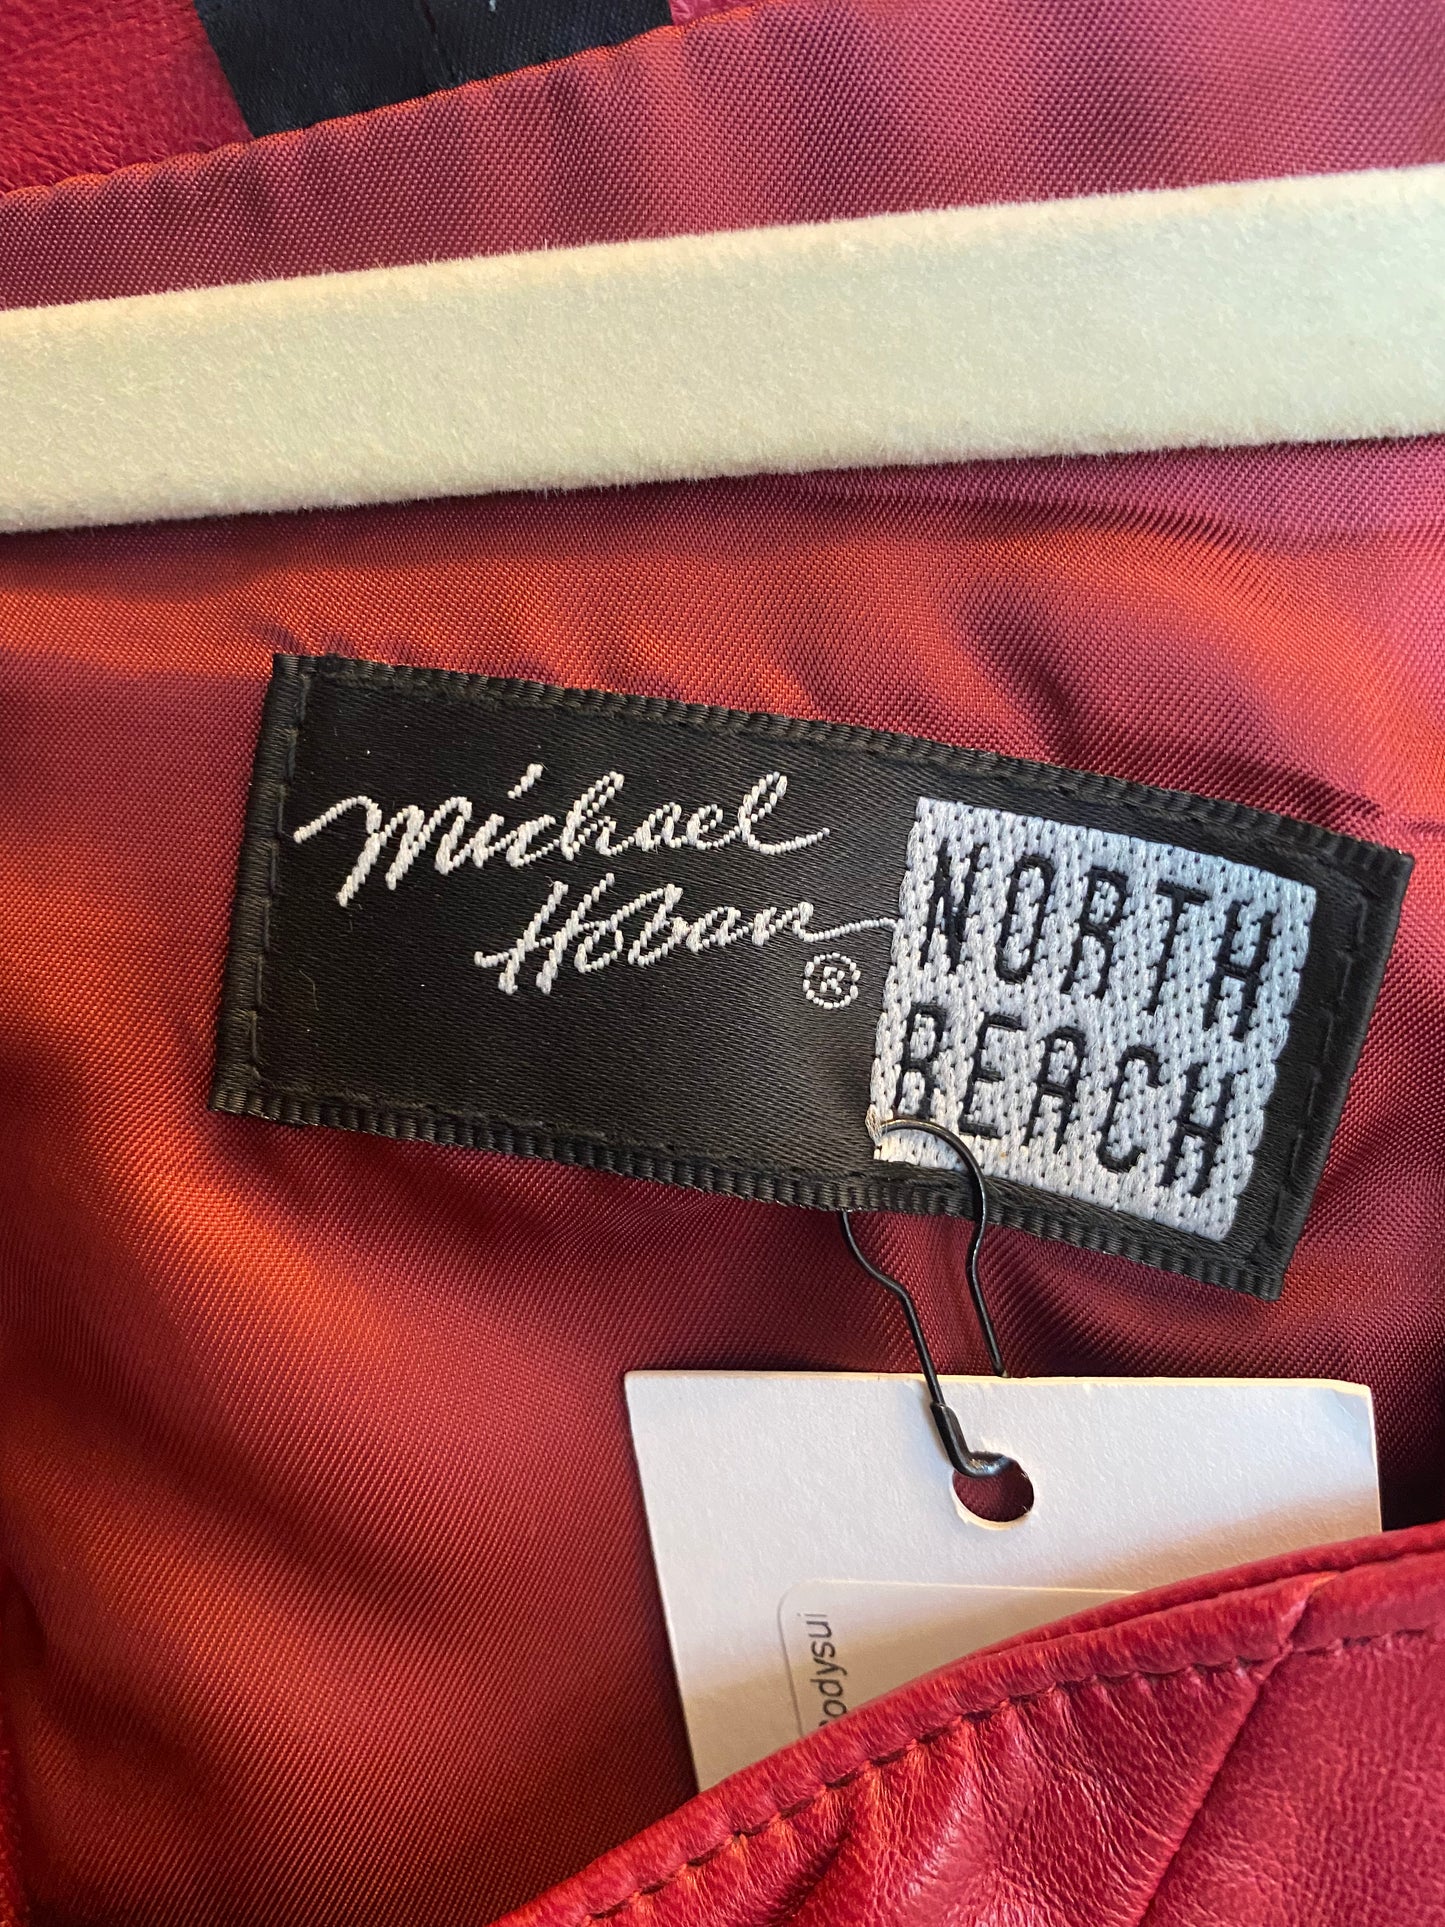 Michael
Hoban
®
NORTH
BEACH
odysui